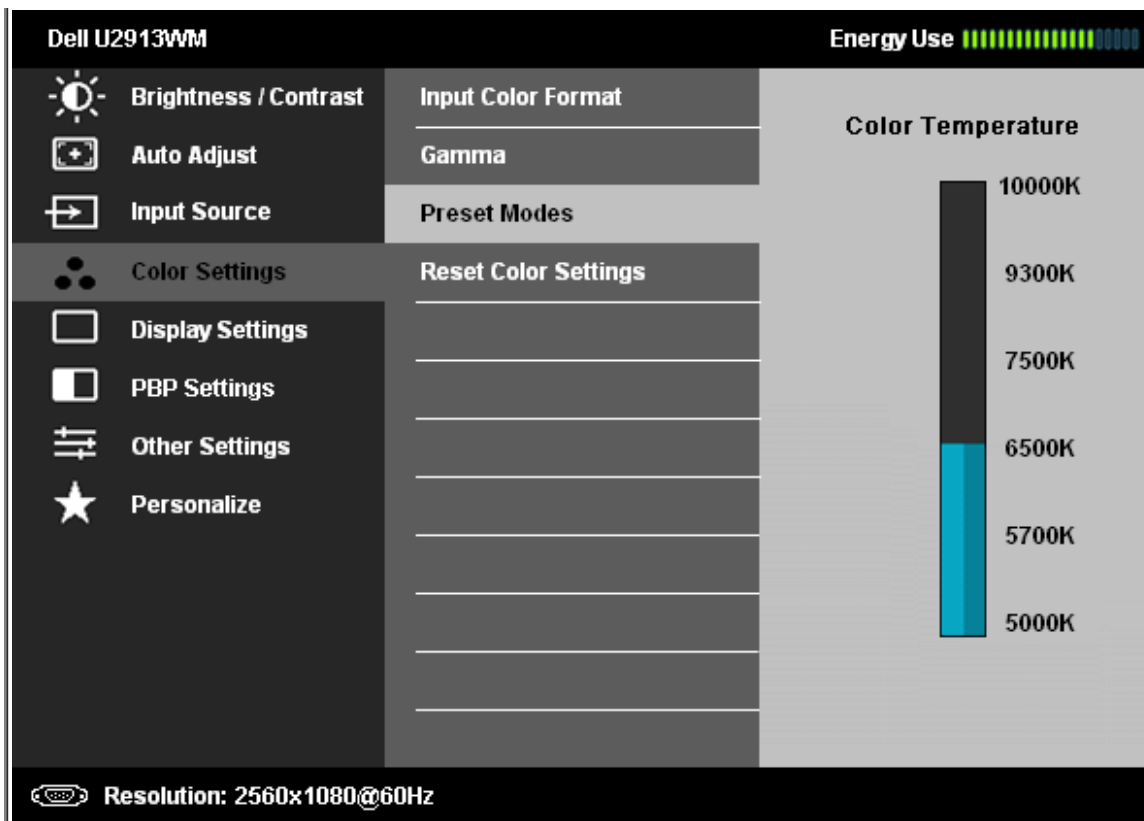 Dell U2913WM
Energy Use
Brightness / Contrast
Auto Adjust
Input Source
Color Settings
Display Settings
PBP Settings
Other Settings
Personalize
Input Color Format
Gamma
Preset Modes
Reset Color Settings
Color Temperature
10000K
9300K
7500K
6500K
5700K
5000K
Resolution: 2560x1080@60Hz